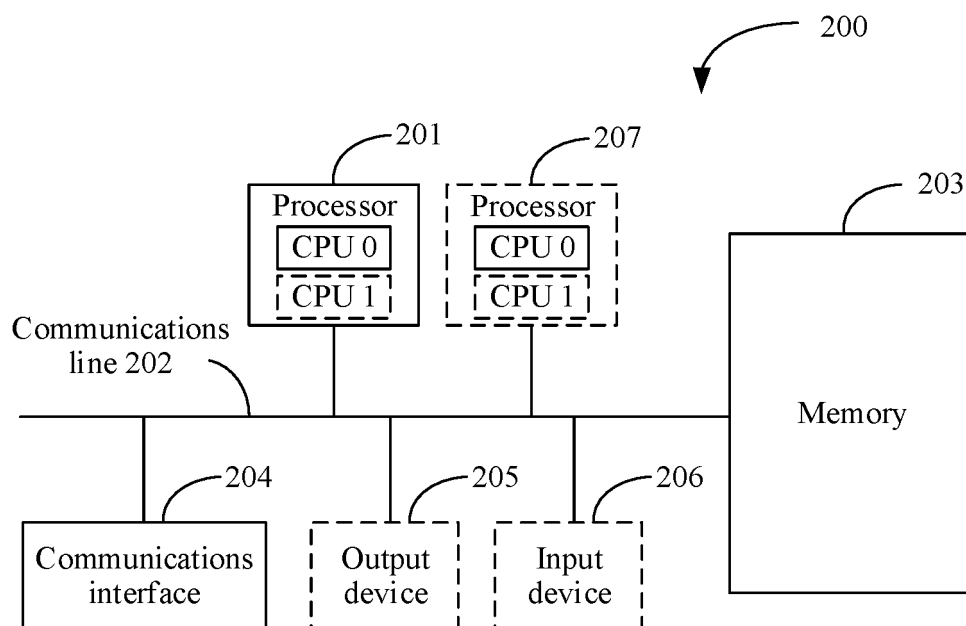 200
201
207
203
Processor
CPU 0
CPU 1
Processor
CPU 0
CPU 1
Communications
line 202
Memory
204
205
206
Communications
interface
Output
device
Input
device